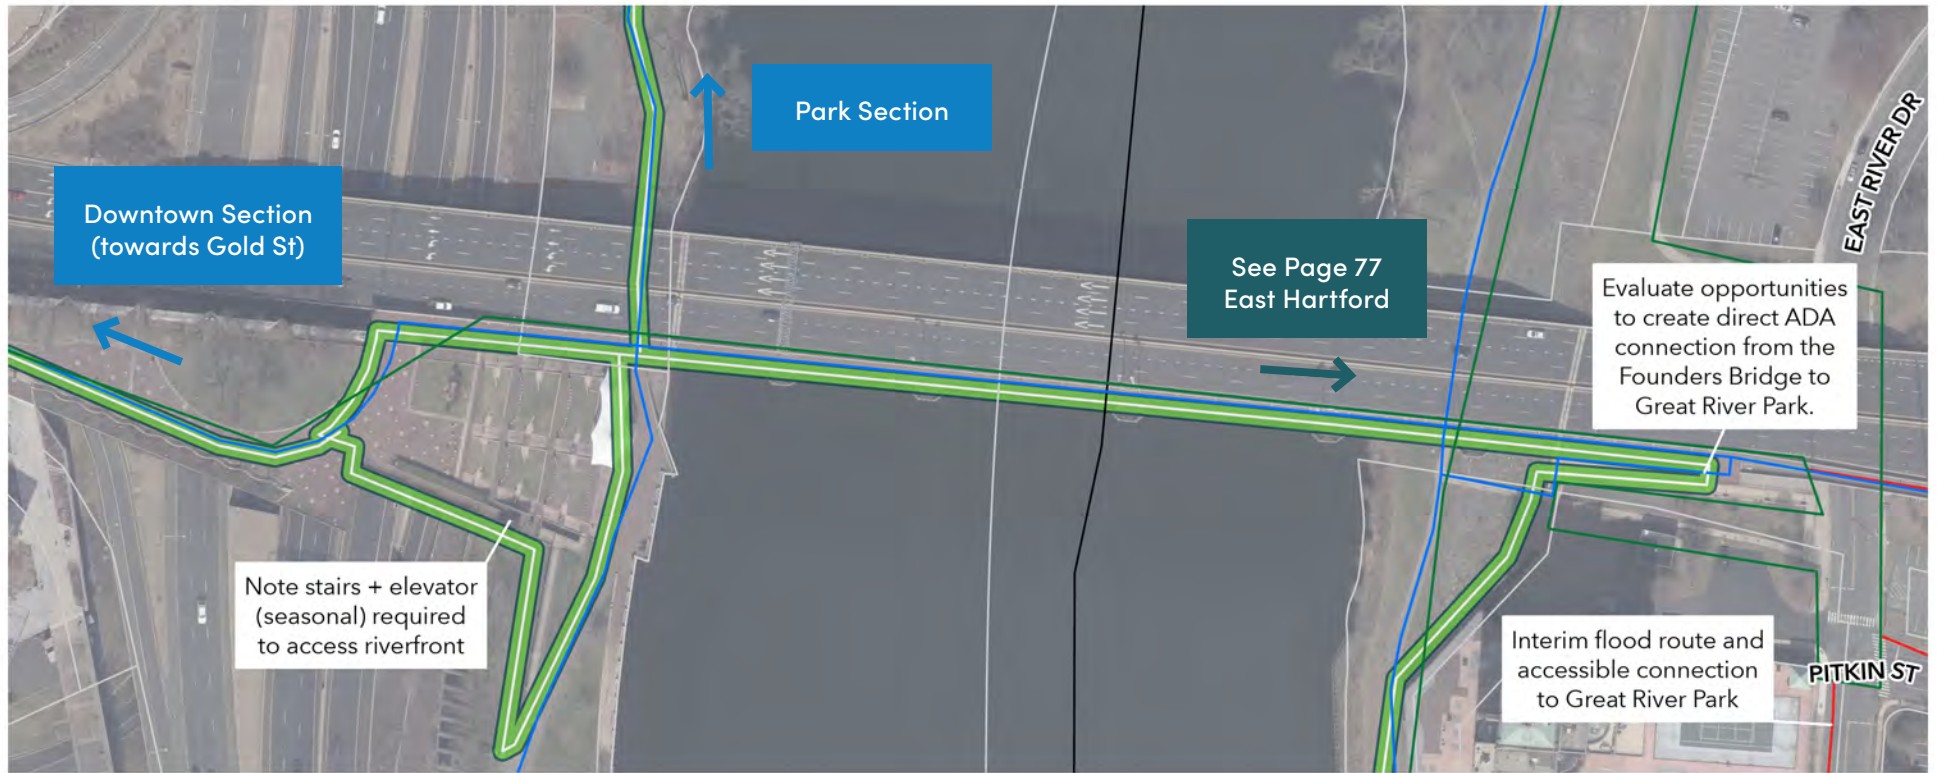 Park Section
Downtown Section
(towards Gold St)
See Page 77
East Hartford
EAST RIVER DR
Evaluate opportunities
to create direct ADA
connection from the
Founders Bridge to
Great River Park.
Note stairs + elevator
(seasonal) required
to access riverfront
Interim flood route and
accessible connection
to Great River Park
PITKIN ST